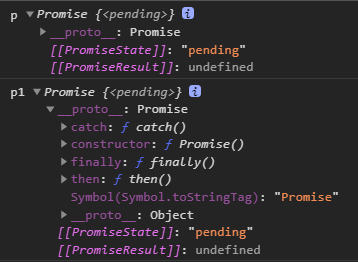 p ▼ Promise {<pending>} i
▶ __proto__: Promise
[[PromiseState]]: "pending"
[[PromiseResult]]: undefined
p1 ▼ Promise {<pending>} i
▼ __proto__: Promise
▶ catch: ƒ catch()
▶ constructor: ƒ Promise()
▶ finally: ƒ finally()
▶ then: ƒ then()
Symbol(Symbol.toStringTag): "Promise"
▶ __proto__: Object
[[PromiseState]]: "pending"
[[PromiseResult]]: undefined